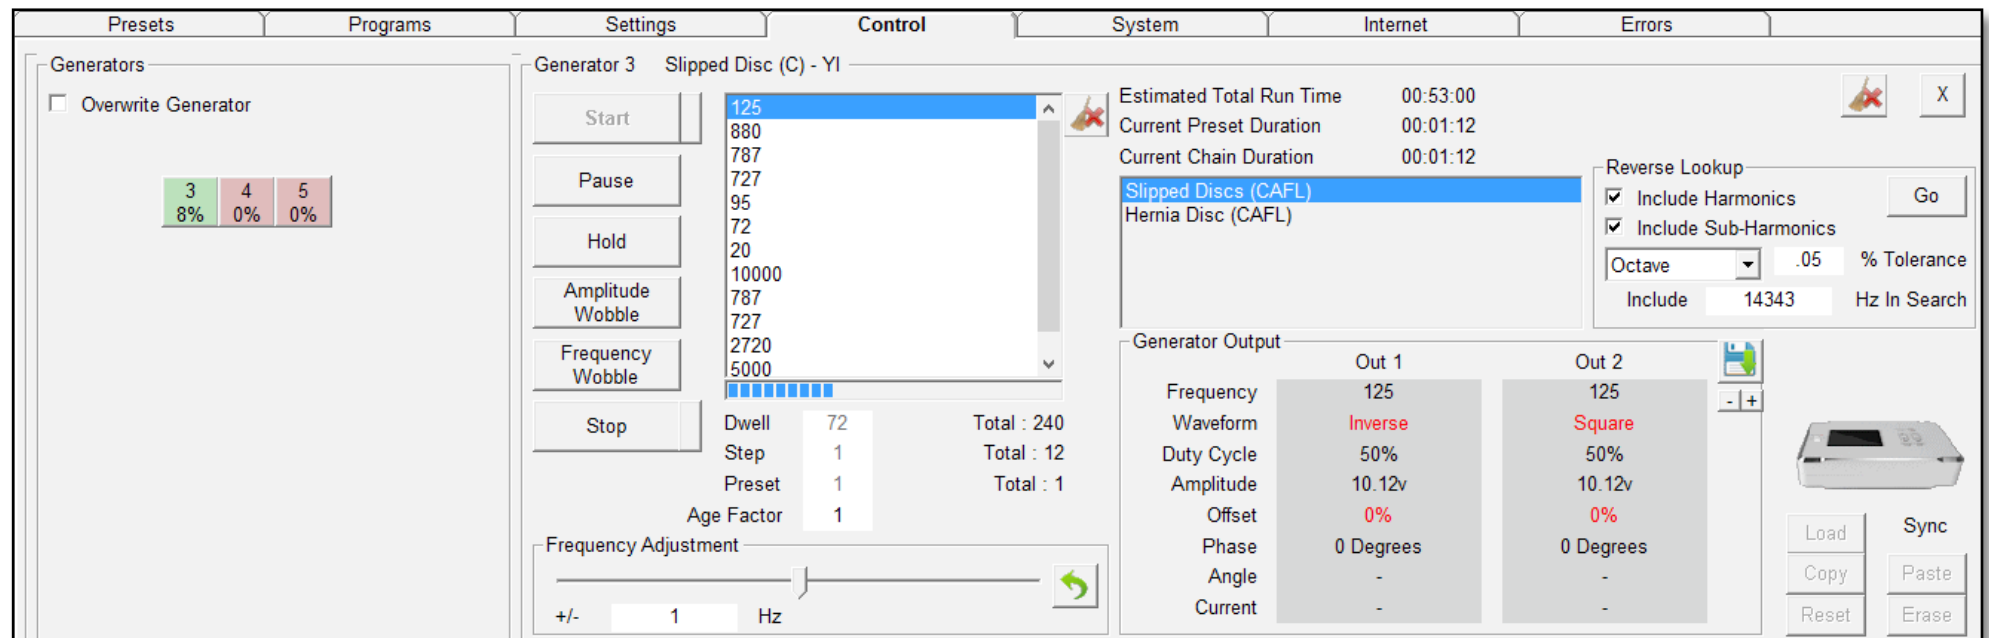 Presets Programs Settings Control System Internet Errors
Generators
Overwrite Generator
3 4 5
8% 0% 0%
Generator 3 Slipped Disc (C) - YI
Start
Pause
Hold
Amplitude
Wobble
Frequency
Wobble
Stop
125
880
787
727
95
72
20
10000
787
727
2720
5000
Dwell 72 Total : 240
Step 1 Total : 12
Preset 1 Total : 1
Age Factor 1
Frequency Adjustment
+/- 1 Hz
Estimated Total Run Time 00:53:00
Current Preset Duration 00:01:12
Current Chain Duration 00:01:12
Slipped Discs (CAFL)
Hernia Disc (CAFL)
X
Reverse Lookup
Include Harmonics Go
Include Sub-Harmonics
Octave .05 % Tolerance
Include 14343 Hz In Search
Generator Output
Out 1 Out 2
Frequency 125 125
Waveform Inverse Square
Duty Cycle 50% 50%
Amplitude 10.12v 10.12v
Offset 0% 0%
Phase 0 Degrees 0 Degrees
Angle - -
Current - -
- +
Load Sync
Copy Paste
Reset Erase